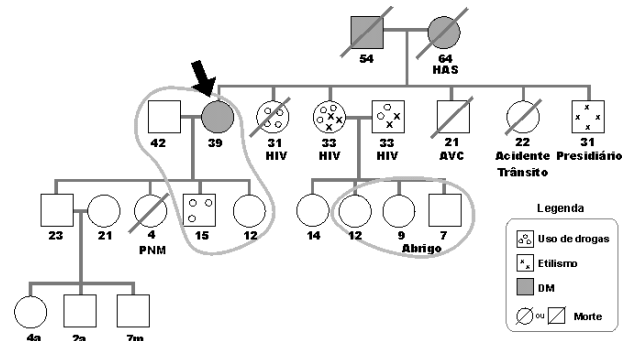 54 64
HAS
42 39 31 33 33 21 22 31
HIV HIV HIV AVC Acidente Presidiário
Trânsito
23 21 4 15 12 14 12 9 7
PNM Abrigo
4a 2a 7m
Legenda
Uso de drogas
Etilismo
DM
ou Morte